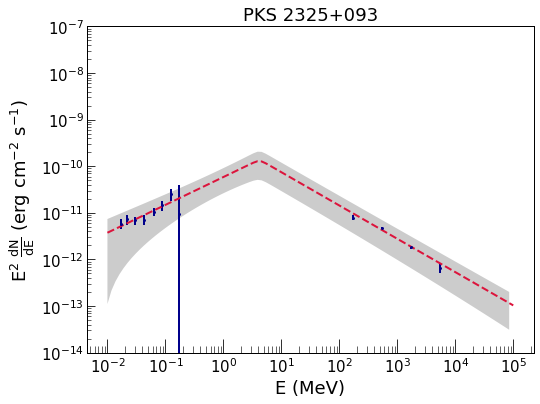 PKS 2325+093
E² dN/dE (erg cm⁻² s⁻¹)
10⁻⁷
10⁻⁸
10⁻⁹
10⁻¹⁰
10⁻¹¹
10⁻¹²
10⁻¹³
10⁻¹⁴
10⁻² 10⁻¹ 10⁰ 10¹ 10² 10³ 10⁴ 10⁵
E (MeV)